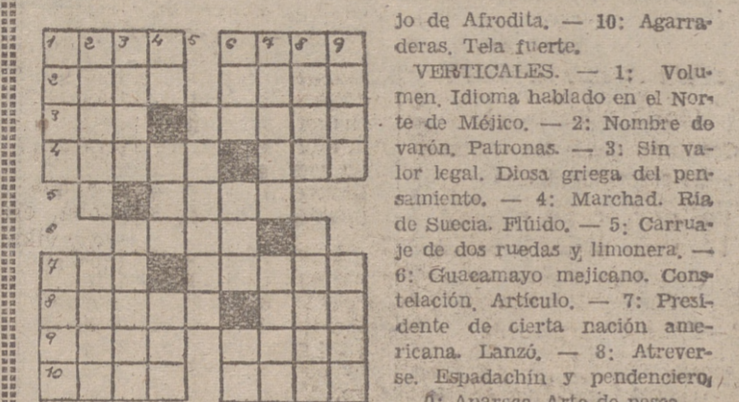 1 2 3 4 5 6 7 8 9
2
3
4
5
6
7
8
9
10
jo de Afrodita. — 10: Agarra-
deras. Tela fuerte.
VERTICALES. — 1: Volu-
men. Idioma hablado en el Nor-
te de Méjico. — 2: Nombre de
varón. Patronas. — 3: Sin va-
lor legal. Diosa griega del pen-
samiento. — 4: Marchad. Ría
de Suecia. Flúido. — 5: Carrua-
je de dos ruedas y limonera. —
6: Guacamayo mejicano. Cons-
telación. Artículo. — 7: Presi-
dente de cierta nación ame-
ricana. Lanzó. — 8: Atrever-
se. Espadachín y pendenciero,